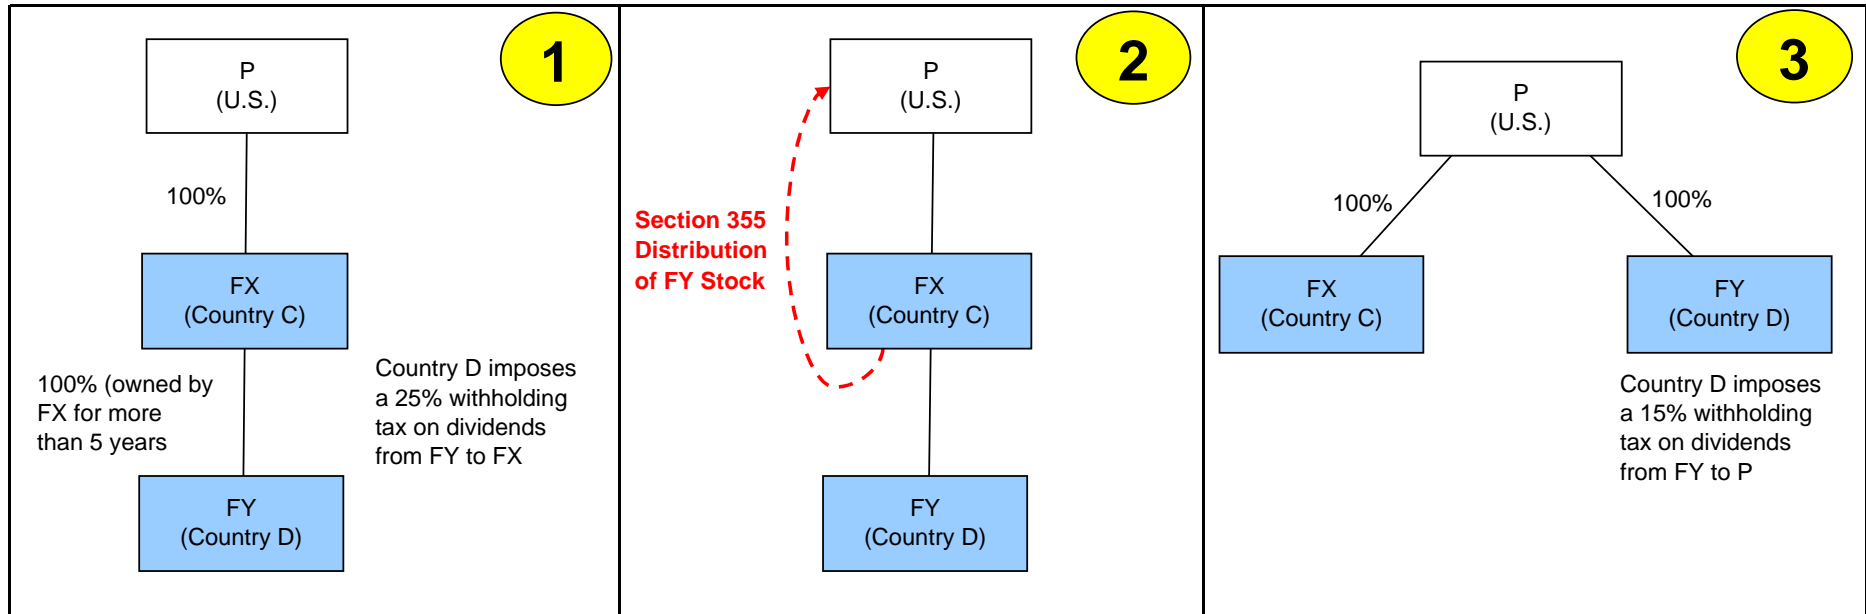 1
P
(U.S.)
100%
FX
(Country C)
100% (owned by
FX for more
than 5 years
Country D imposes
a 25% withholding
tax on dividends
from FY to FX
FY
(Country D)
2
P
(U.S.)
Section 355
Distribution
of FY Stock
FX
(Country C)
FY
(Country D)
3
P
(U.S.)
100%
100%
FX
(Country C)
FY
(Country D)
Country D imposes
a 15% withholding
tax on dividends
from FY to P